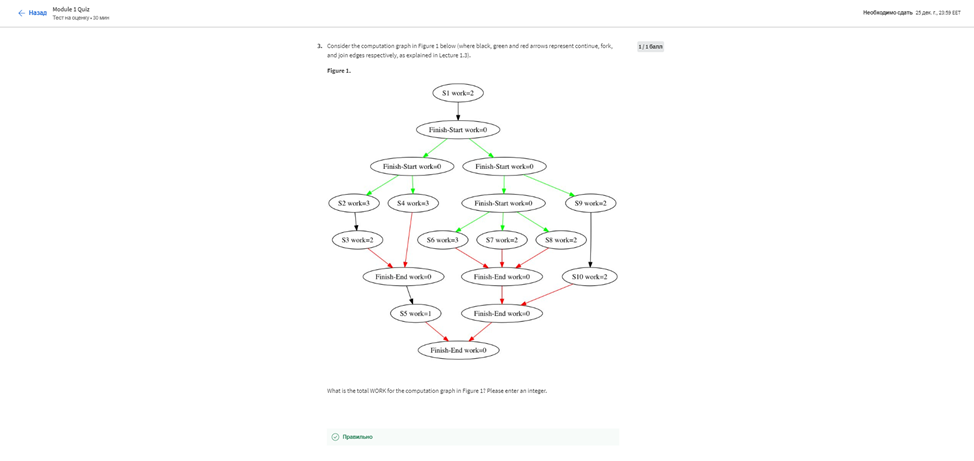 Назад
Module 1 Quiz
Тест на оценку • 30 мин
Необходимо сдать 25 дек. г., 23:59 EET
3. Consider the computation graph in Figure 1 below (where black, green and red arrows represent continue, fork,
and join edges respectively, as explained in Lecture 1.3).
1 / 1 балл
Figure 1.
S1 work=2
Finish-Start work=0
Finish-Start work=0 Finish-Start work=0
S2 work=3 S4 work=3 Finish-Start work=0 S9 work=2
S3 work=2 S6 work=3 S7 work=2 S8 work=2
Finish-End work=0 Finish-End work=0 S10 work=2
S5 work=1 Finish-End work=0
Finish-End work=0
What is the total WORK for the computation graph in Figure 1? Please enter an integer.
Правильно